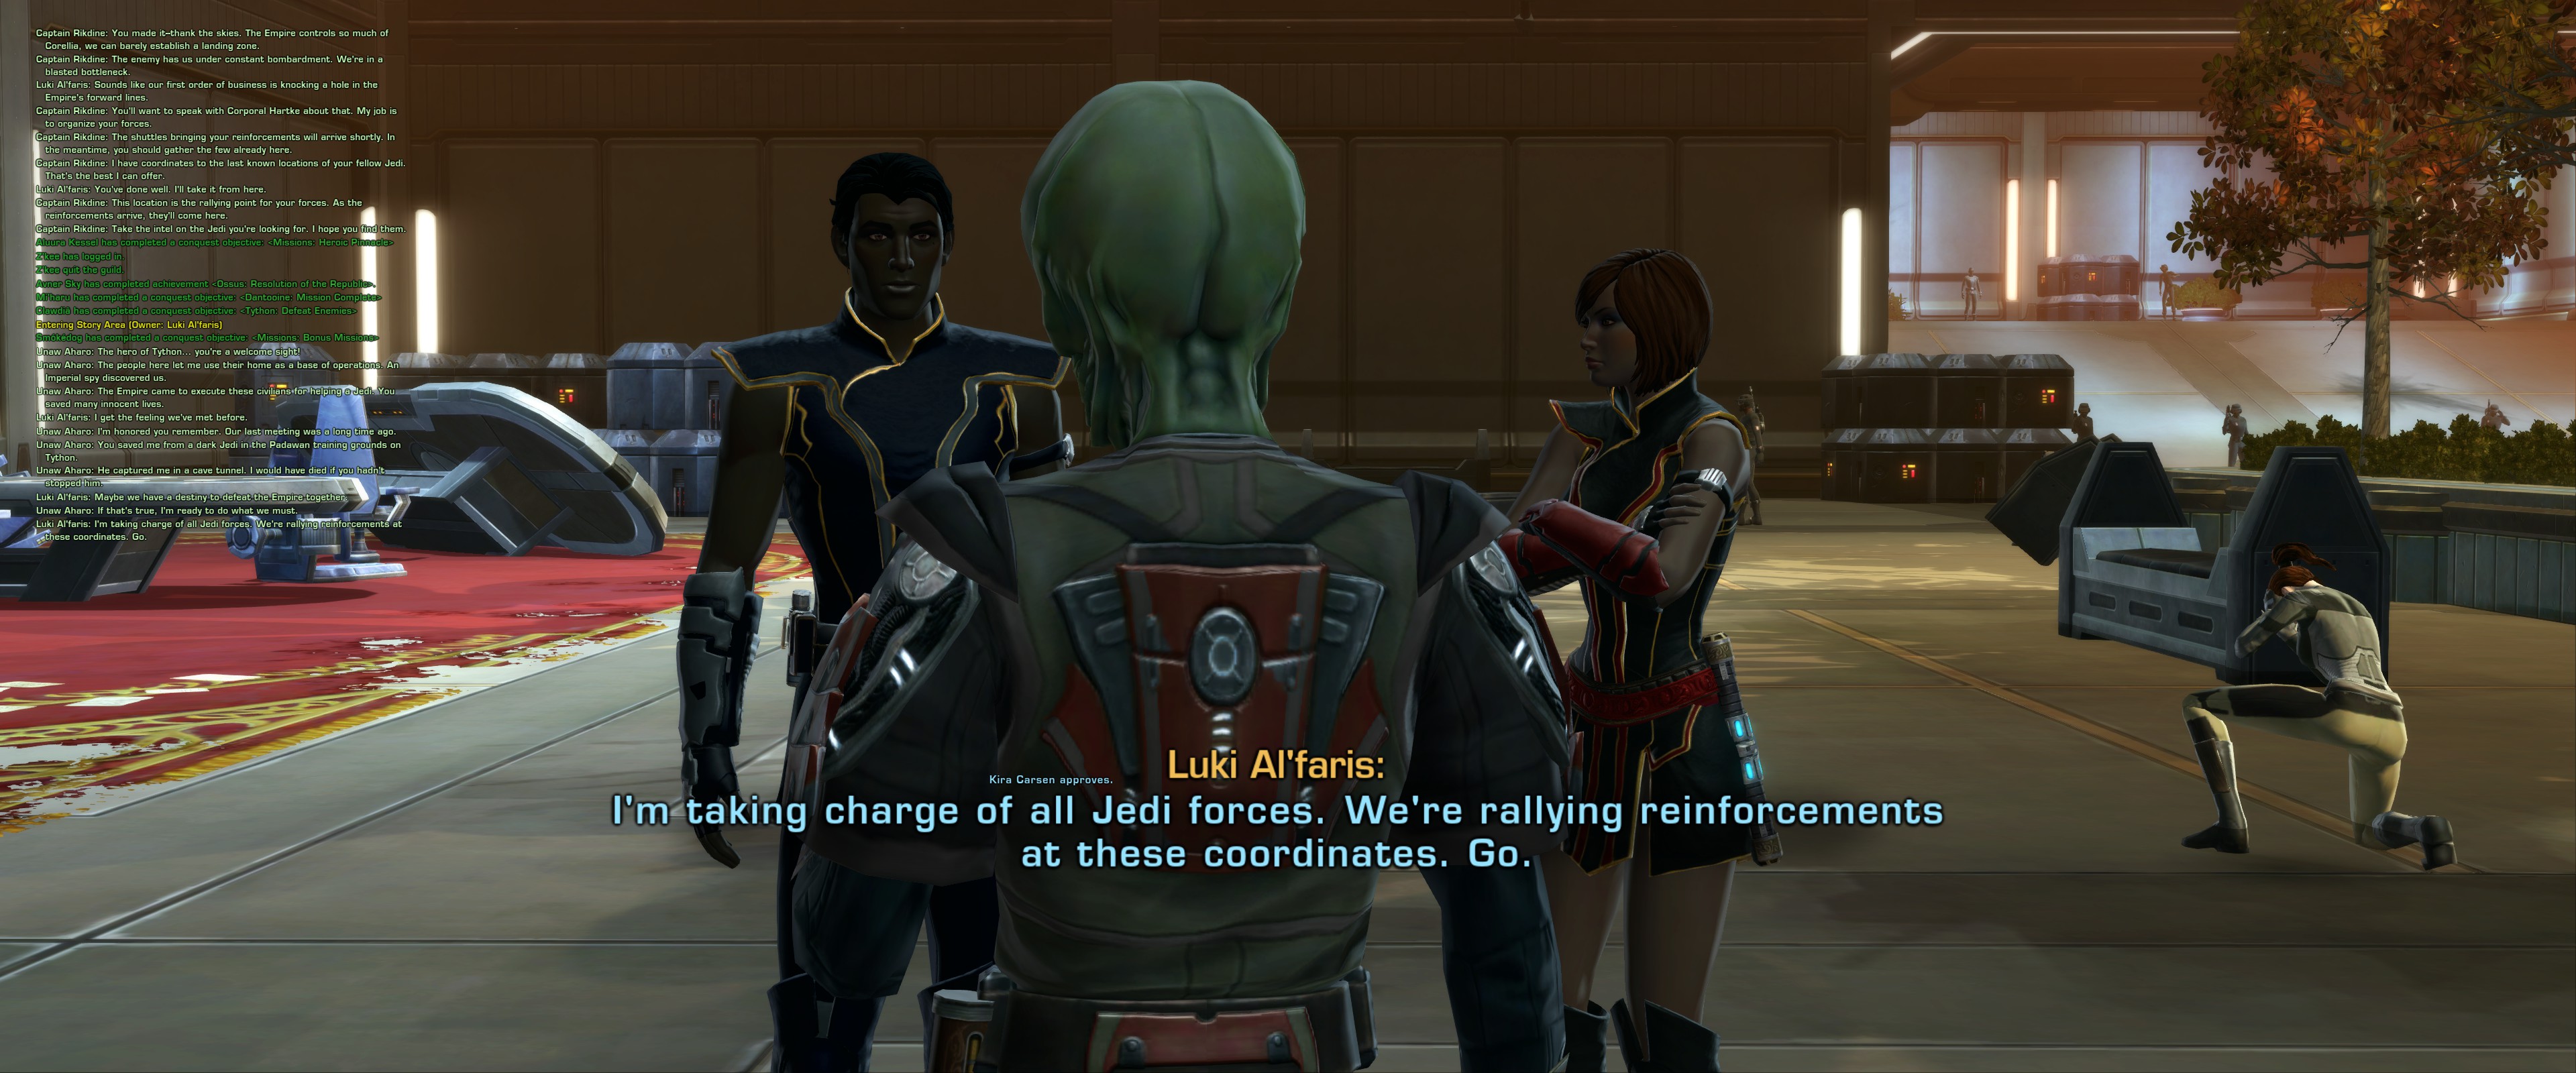 Captain Rikdine: You made it—thank the skies. The Empire controls so much of
Corellia, we can barely establish a landing zone.
Captain Rikdine: The enemy has us under constant bombardment. We're in a
blasted bottleneck.
Luki Al'faris: Sounds like our first order of business is knocking a hole in the
Empire's forward lines.
Captain Rikdine: You'll want to speak with Corporal Hartke about that. My job is
to organize your forces.
Captain Rikdine: The shuttles bringing your reinforcements will arrive shortly. In
the meantime, you should gather the few already here.
Captain Rikdine: I have coordinates to the last known locations of your fellow Jedi.
That's the best I can offer.
Luki Al'faris: You've done well. I'll take it from here.
Captain Rikdine: This location is the rallying point for your forces. As the
reinforcements arrive, they'll come here.
Captain Rikdine: Take the intel on the Jedi you're looking for. I hope you find them.
Aluura Kessel has completed a conquest objective: <Missions: Heroic Pinnacle>
Z'kee has logged in.
Z'kee quit the guild.
Avner Sky has completed achievement <Ossus: Resolution of the Republic>.
Mi'haru has completed a conquest objective: <Dantooine: Mission Complete>
Clawdiä has completed a conquest objective: <Tython: Defeat Enemies>
Entering Story Area (Owner: Luki Al'faris)
Smökédög has completed a conquest objective: <Missions: Bonus Missions>
Unaw Aharo: The hero of Tython... you're a welcome sight!
Unaw Aharo: The people here let me use their home as a base of operations. An
Imperial spy discovered us.
Unaw Aharo: The Empire came to execute these civilians for helping a Jedi. You
saved many innocent lives.
Luki Al'faris: I get the feeling we've met before.
Unaw Aharo: I'm honored you remember. Our last meeting was a long time ago.
Unaw Aharo: You saved me from a dark Jedi in the Padawan training grounds on
Tython.
Unaw Aharo: He captured me in a cave tunnel. I would have died if you hadn't
stopped him.
Luki Al'faris: Maybe we have a destiny to defeat the Empire together.
Unaw Aharo: If that's true, I'm ready to do what we must.
Luki Al'faris: I'm taking charge of all Jedi forces. We're rallying reinforcements at
these coordinates. Go.
Luki Al'faris:
Kira Carsen approves.
I'm taking charge of all Jedi forces. We're rallying reinforcements
at these coordinates. Go.